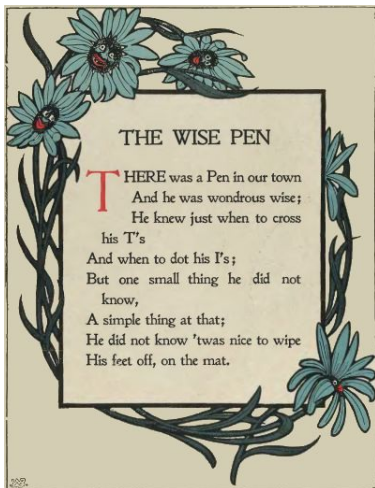 THE WISE PEN
THERE was a Pen in our town
And he was wondrous wise;
He knew just when to cross
his T's
And when to dot his I's;
But one small thing he did not
know,
A simple thing at that;
He did not know 'twas nice to wipe
His feet off, on the mat.